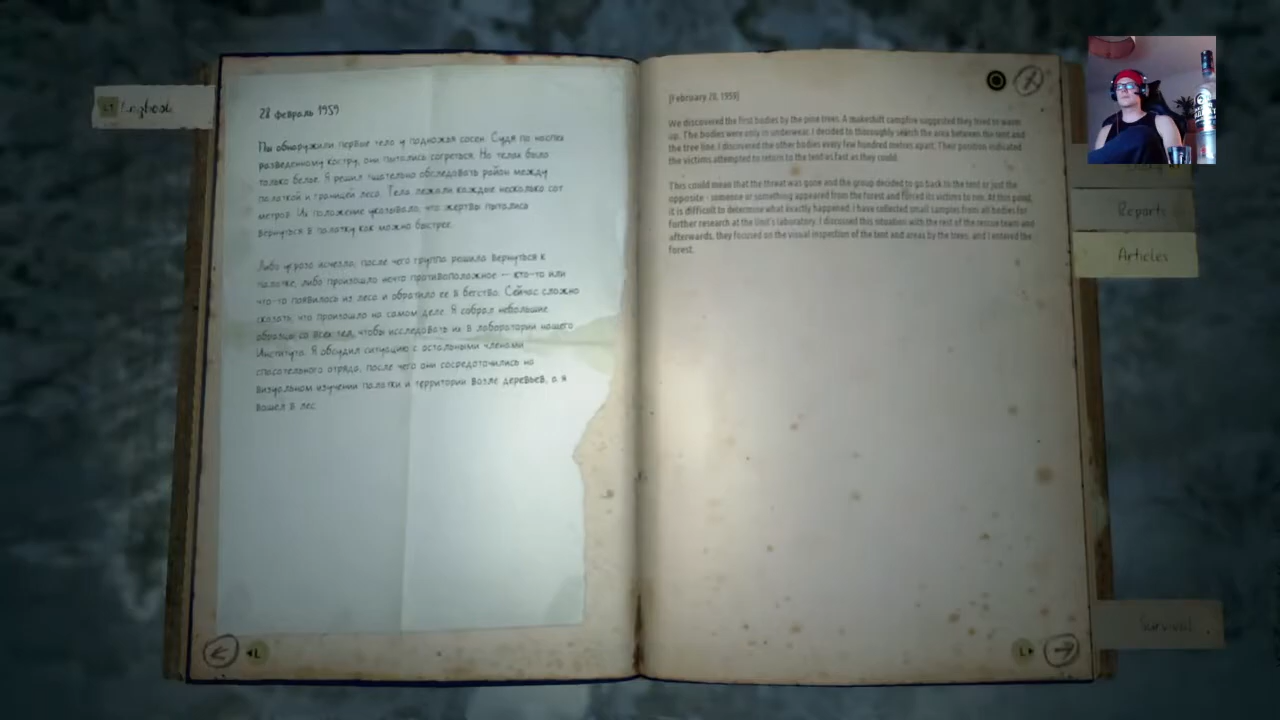 Logbook
28 февраль 1959
Мы обнаружили первые тела у подножая сосен. Судя по наспех
разведенному костру, они пытались согреться. На телах было
только белье. Я решил тщательно обследовать район между
палаткой и границей леса. Тела лежали каждые несколько сот
метров. Их положение указывало, что жертвы пытались
вернуться в палатку как можно быстрее.
Либо угроза исчезла, после чего группа решила вернуться к
палатке, либо произошло нечто противоположное — кто-то или
что-то появилось из леса и обратило ее в бегство. Сейчас сложно
сказать, что произошло на самом деле. Я собрал небольшие
образцы со всех тел, чтобы исследовать их в лаборатории нашего
Института. Я обсудил ситуацию с остальными членами
спасательного отряда, после чего они сосредоточились на
визуальном изучении палатки и территории возле деревьев, а я
вошел в лес.
L
[February 28, 1959]
We discovered the first bodies by the pine trees. A makeshift campfire suggested they tried to warm
up. The bodies were only in underwear. I decided to thoroughly search the area between the tent and
the tree line. I discovered the other bodies every few hundred meters apart. Their position indicated
the victims attempted to return to the tent as fast as they could.
This could mean that the threat was gone and the group decided to go back to the tent or just the
opposite - someone or something appeared from the forest and forced its victims to run. At this point,
it is difficult to determine what exactly happened. I have collected small samples from all bodies for
further research at the Unit's laboratory. I discussed this situation with the rest of the rescue team and
afterwards, they focused on the visual inspection of the tent and areas by the trees, and I entered the
forest.
L
Reports
Articles
Survival